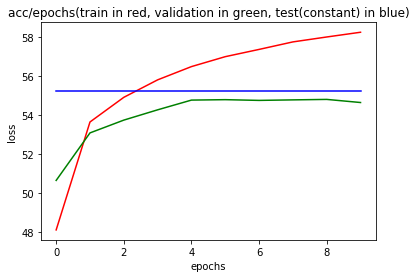 acc/epochs(train in red, validation in green, test(constant) in blue)
58
56
54
52
50
48
loss
0 2 4 6 8
epochs